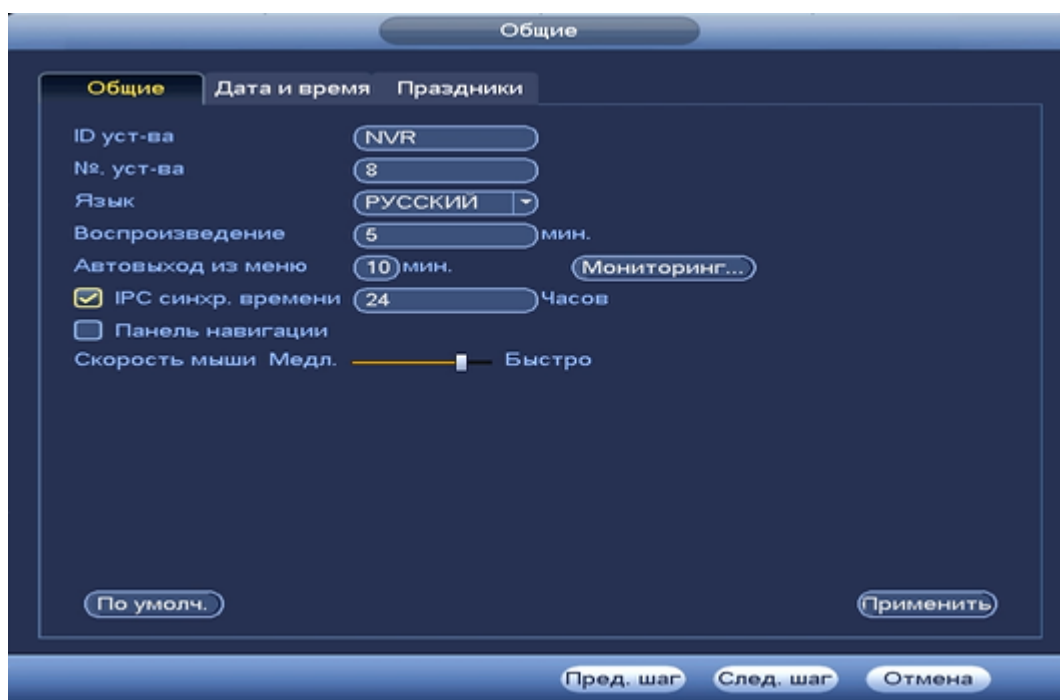 Общие
Общие Дата и время Праздники
ID уст-ва NVR
№. уст-ва 8
Язык РУССКИЙ
Воспроизведение 5 мин.
Автовыход из меню 10 мин. Мониторинг...
IPC синхр. времени 24 Часов
Панель навигации
Скорость мыши Медл. Быстро
По умолч. Применить
Пред. шаг След. шаг Отмена